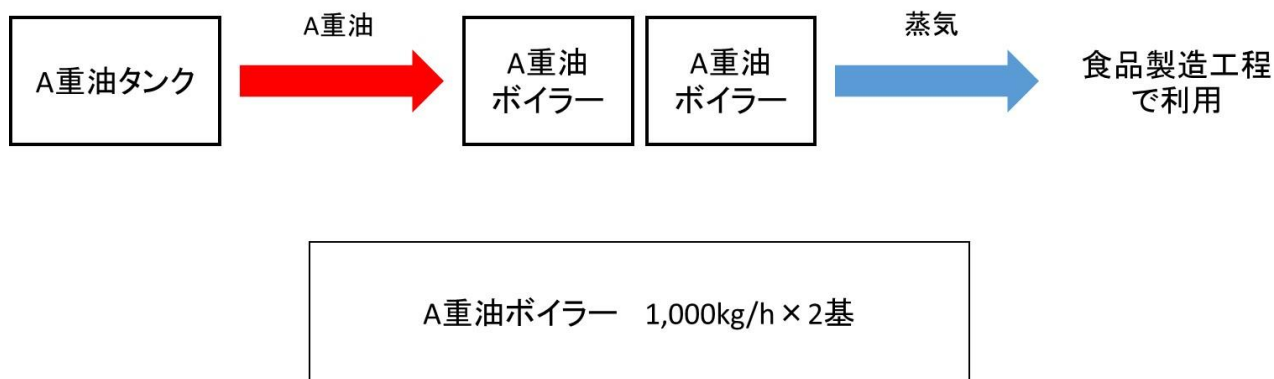 A重油
蒸気
A重油タンク
A重油
ボイラー
A重油
ボイラー
食品製造工程
で利用
A重油ボイラー　1,000kg/h×2基